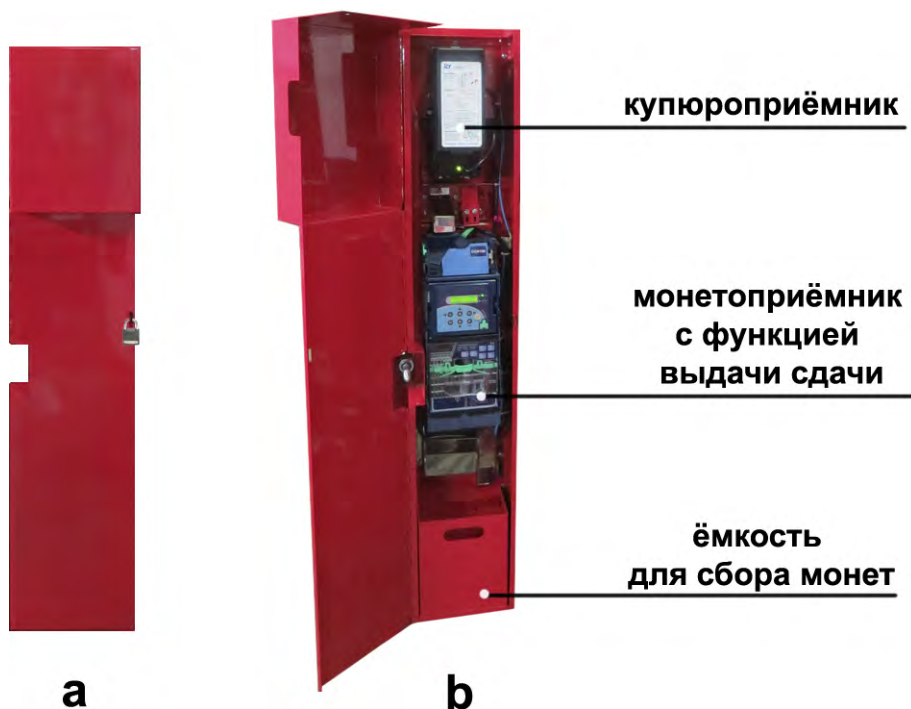 купюроприёмник
монетоприёмник
с функцией
выдачи сдачи
ёмкость
для сбора монет
a
b